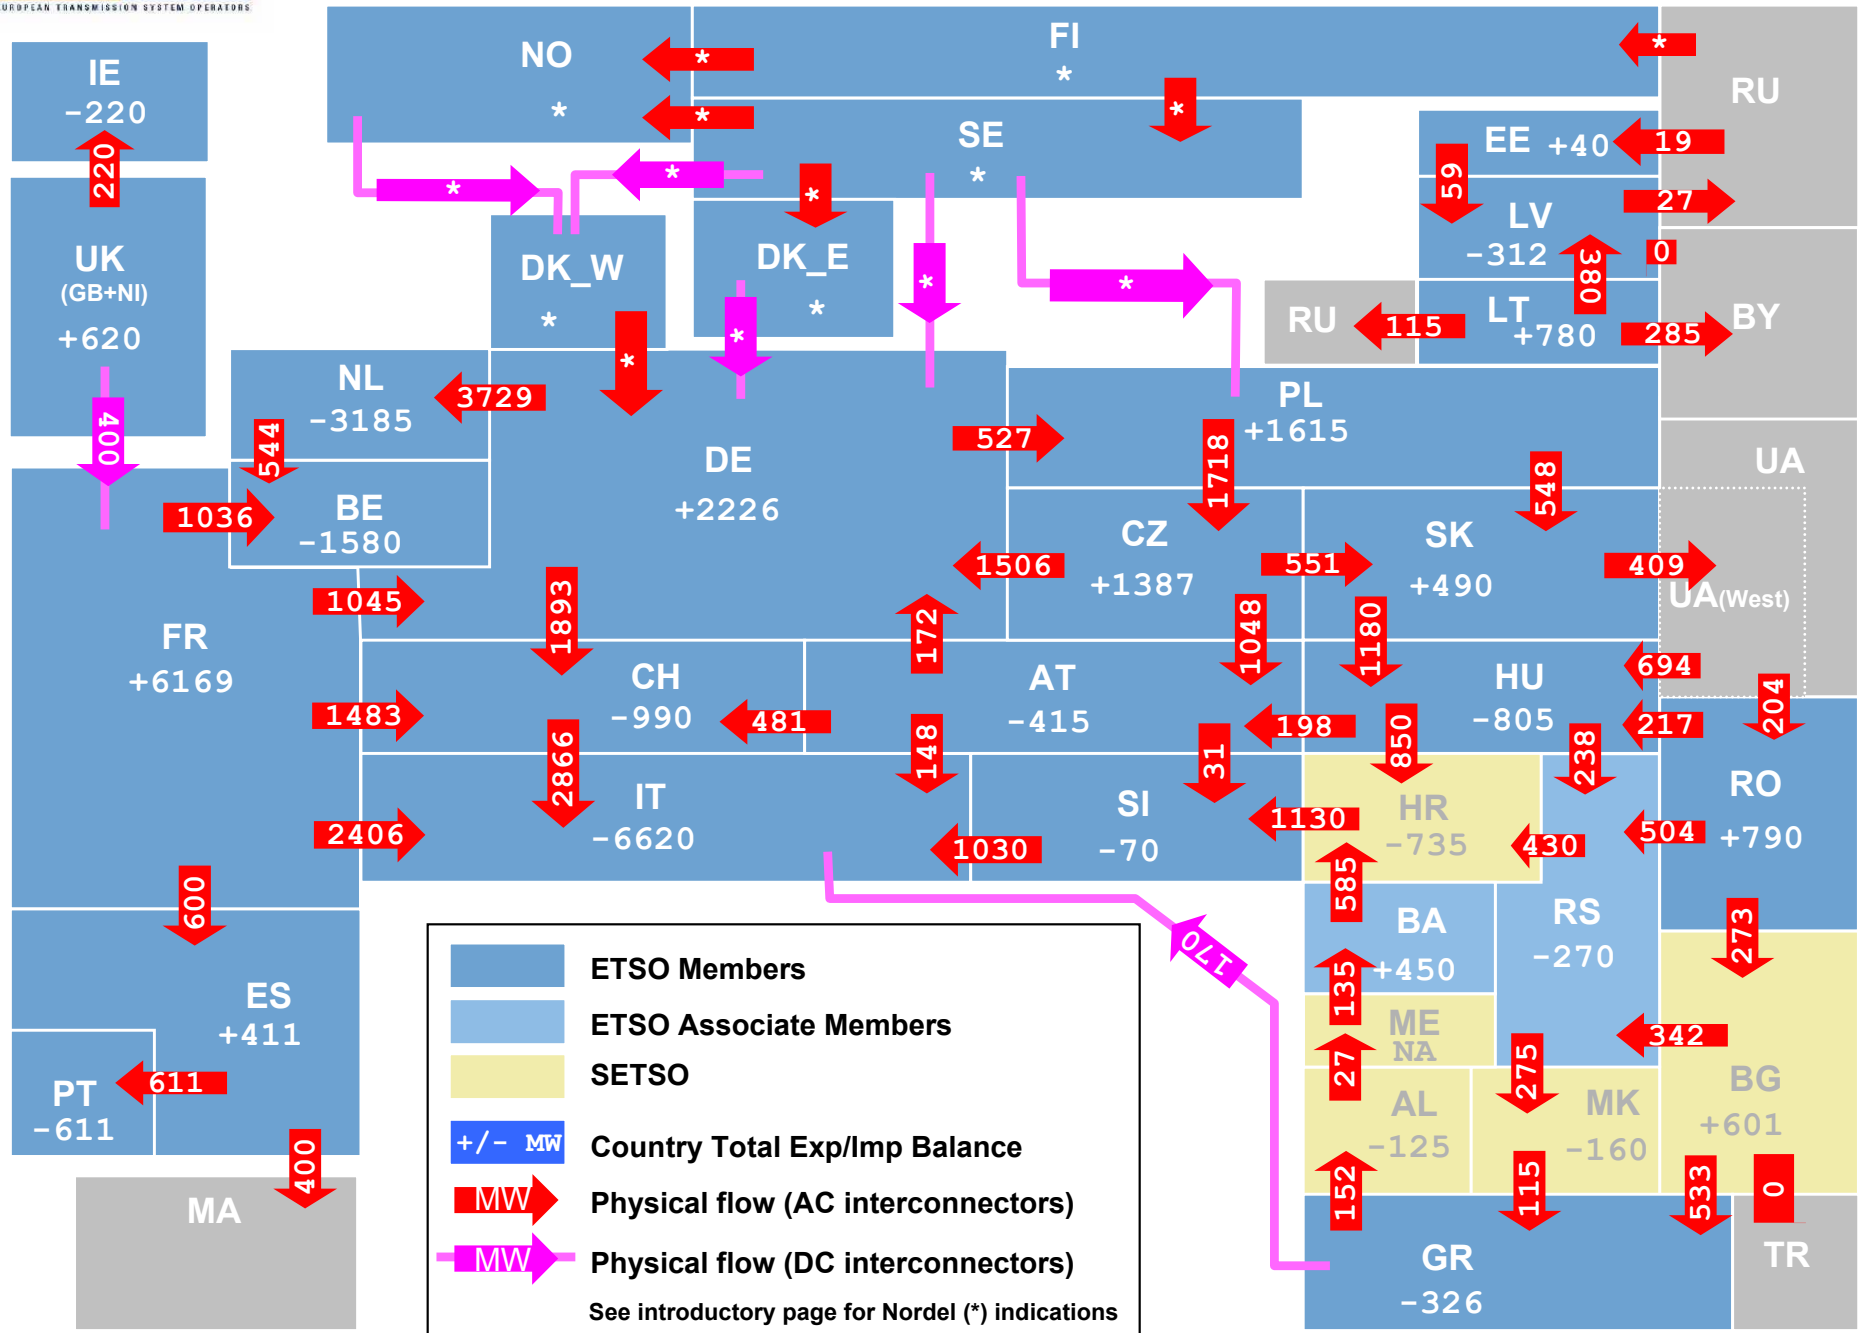 EUROPEAN TRANSMISSION SYSTEM OPERATORS
NO
*
FI
*
*
*
*
*
RU
IE
-220
220
SE
*
EE +40
19
59
27
LV
-312
0
380
*
*
*
UK
(GB+NI)
+620
DK_W
*
DK_E
*
*
*
*
*
RU
115
LT
+780
285
BY
NL
-3185
3729
544
400
PL
+1615
DE
+2226
527
1718
548
UA
1036
BE
-1580
CZ
+1387
1506
551
SK
+490
409
UA(West)
1045
1893
172
1048
1180
FR
+6169
CH
-990
1483
481
AT
-415
198
HU
-805
694
217
204
2866
148
31
850
238
RO
+790
IT
-6620
2406
SI
-70
1030
1130
HR
-735
430
504
600
585
BA
+450
RS
-270
273
170
135
ES
+411
ME
NA
342
27
275
PT
-611
611
AL
-125
MK
-160
BG
+601
400
152
115
533
0
MA
GR
-326
TR
ETSO Members
ETSO Associate Members
SETSO
+/- MW Country Total Exp/Imp Balance
MW Physical flow (AC interconnectors)
MW Physical flow (DC interconnectors)
See introductory page for Nordel (*) indications